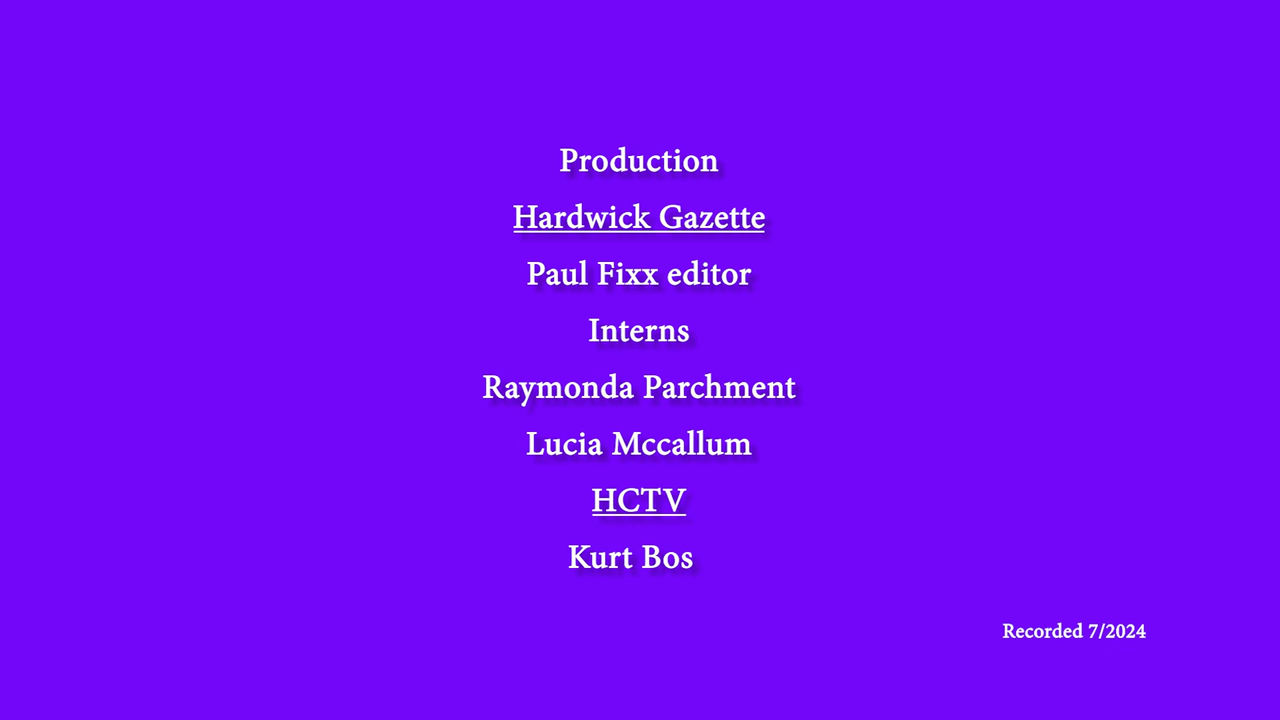 Production
Hardwick Gazette
Paul Fixx editor
Interns
Raymonda Parchment
Lucia Mccallum
HCTV
Kurt Bos
Recorded 7/2024